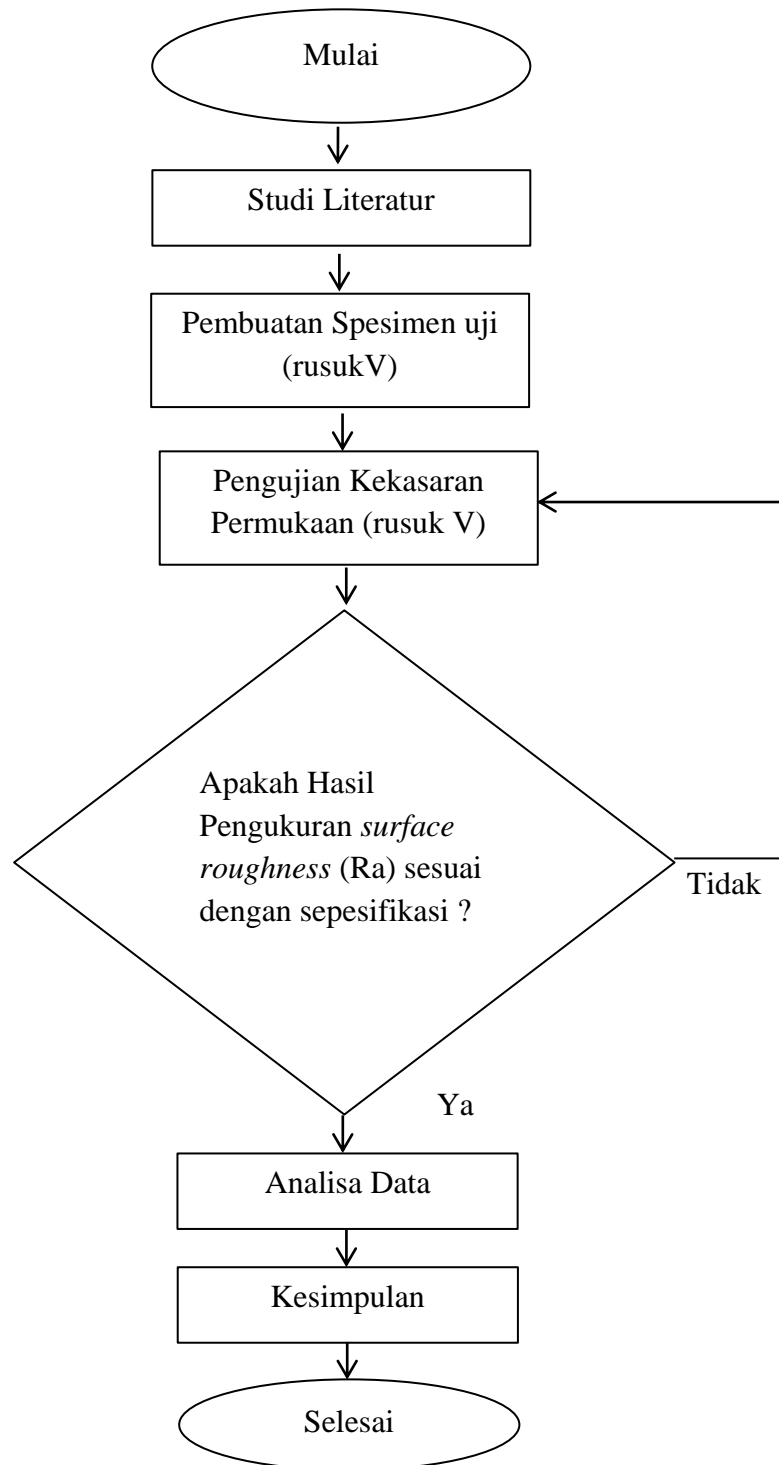 Mulai
Studi Literatur
Pembuatan Spesimen uji
(rusukV)
Pengujian Kekasaran
Permukaan (rusuk V)
Apakah Hasil
Pengukuran surface
roughness (Ra) sesuai
dengan sepesifikasi ?
Tidak
Ya
Analisa Data
Kesimpulan
Selesai